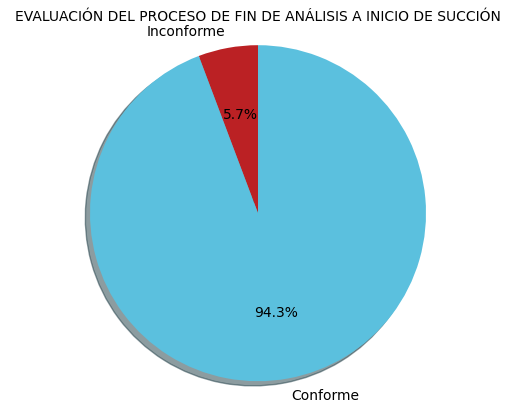 EVALUACIÓN DEL PROCESO DE FIN DE ANÁLISIS A INICIO DE SUCCIÓN
Inconforme
5.7%
94.3%
Conforme